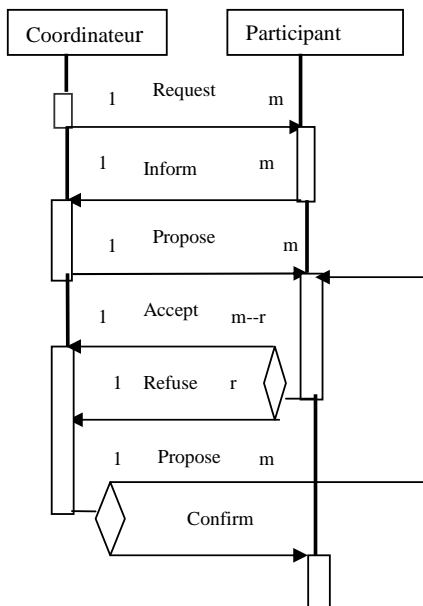 Coordinateur Participant
1 Request m
1 Inform m
1 Propose m
1 Accept m--r
1 Refuse r
1 Propose m
Confirm